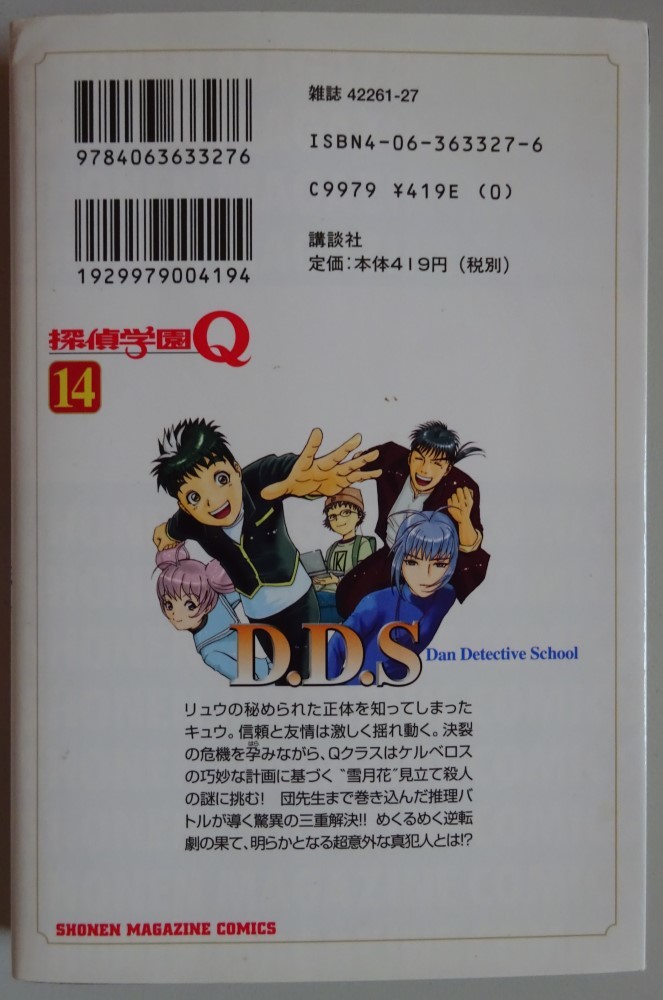 9784063633276
1929979004194
雑誌 42261-27
ISBN4-06-363327-6
C9979 ¥419E (0)
講談社
定価:本体419円(税別)
探偵学園Q
14
K
D.D.S Dan Detective School
リュウの秘められた正体を知ってしまった
キュウ。信頼と友情は激しく揺れ動く。決裂
の危機を孕みながら、Qクラスはケルベロス
の巧妙な計画に基づく〝雪月花〟見立て殺人
の謎に挑む! 団先生まで巻き込んだ推理バ
トルが導く驚異の三重解決!! めくるめく逆転
劇の果て、明らかとなる超意外な真犯人とは!?
SHONEN MAGAZINE COMICS